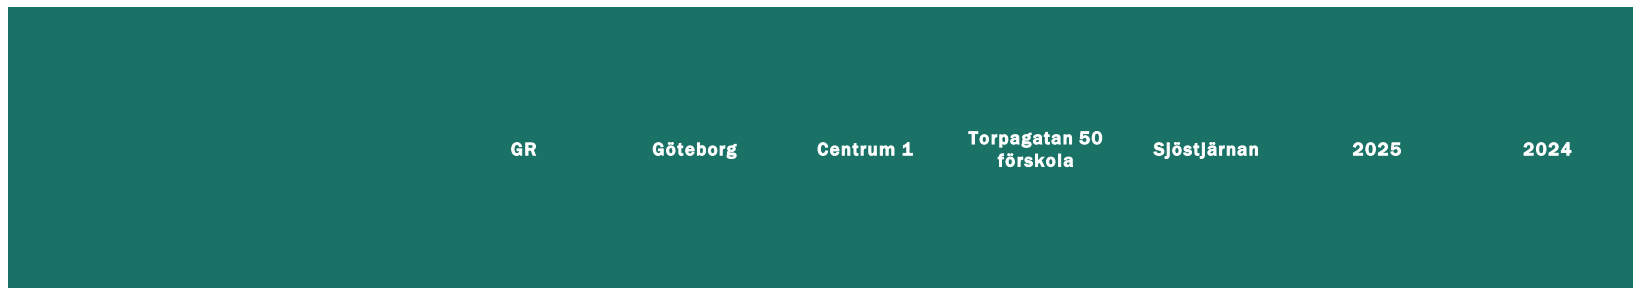 GR
Göteborg
Centrum 1
Torpagatan 50
förskola
Sjöstjärnan
2025
2024